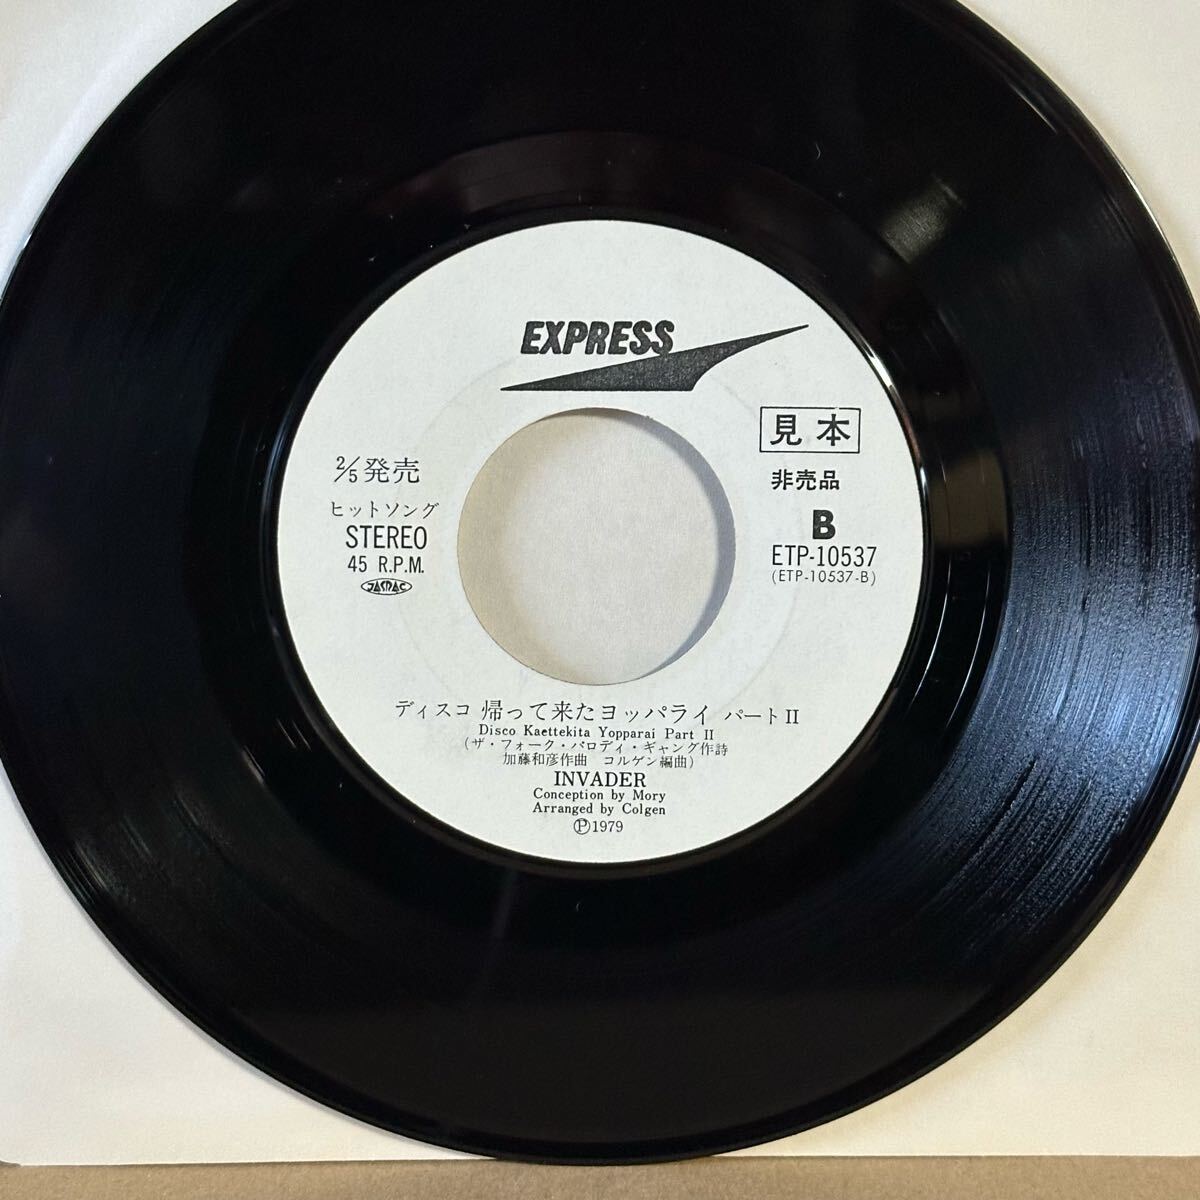 EXPRESS
見本
2/5発売
非売品
ヒットソング
STEREO
B
45 R.P.M.
ETP-10537
JASRAC
(ETP-10537-B)
ディスコ 帰って来たヨッパライ パートII
Disco Kaettekita Yopparai Part II
(ザ・フォーク・パロディ・ギャング作詩
加藤和彦作曲 コルゲン編曲)
INVADER
Conception by Mory
Arranged by Colgen
Ⓟ1979